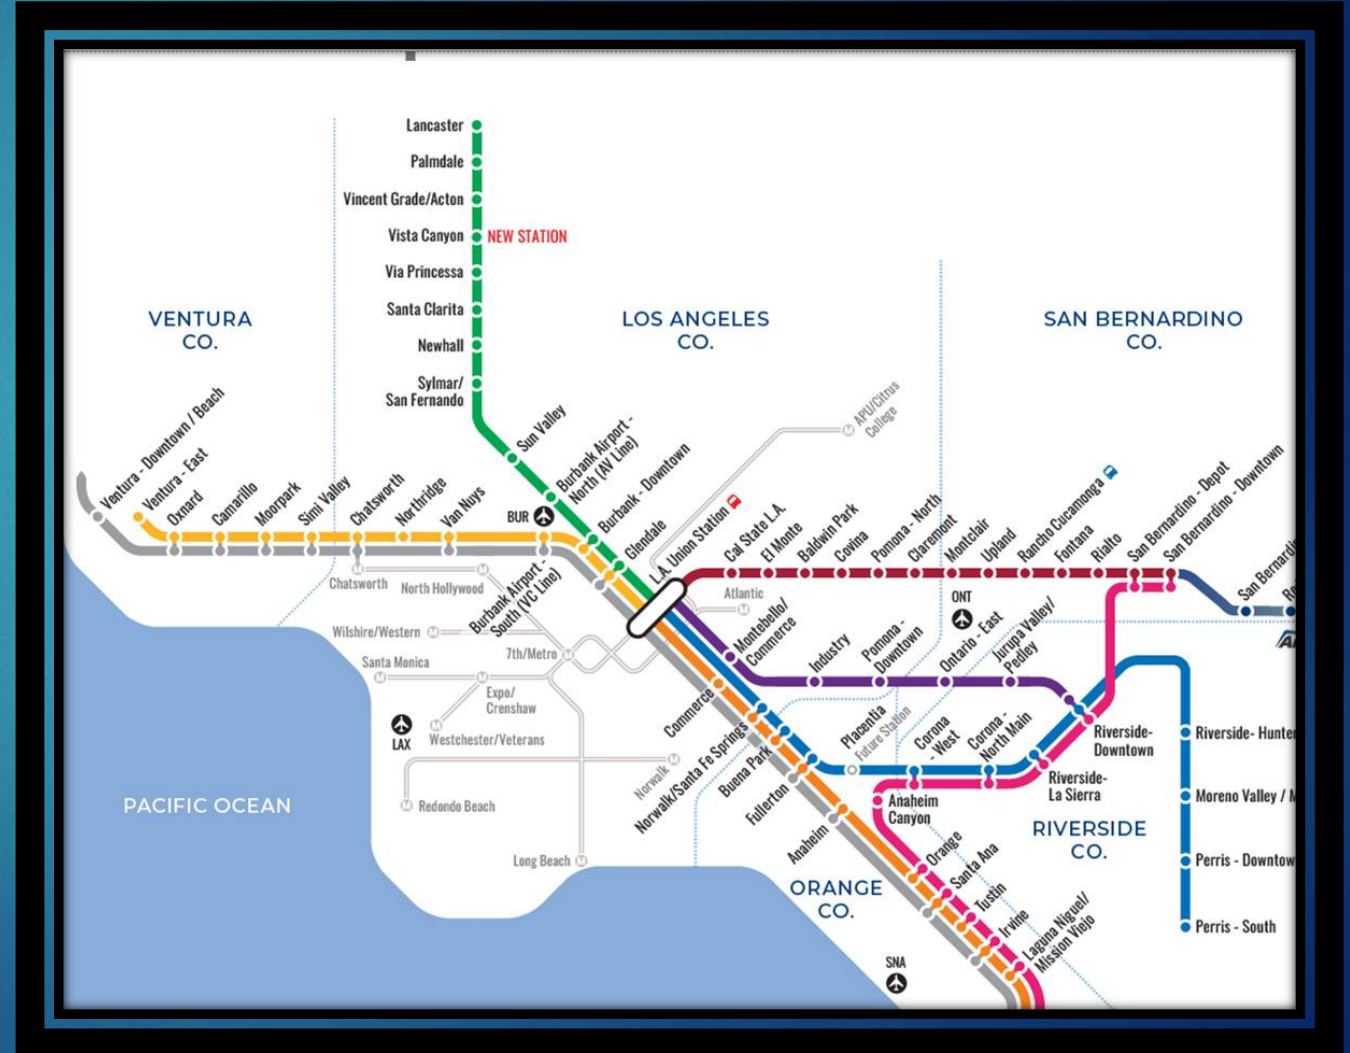 Lancaster
Palmdale
Vincent Grade/Acton
Vista Canyon
NEW STATION
Via Princessa
Santa Clarita
Newhall
Sylmar/
San Fernando
VENTURA
CO.
LOS ANGELES
CO.
SAN BERNARDINO
CO.
Ventura - Downtown / Beach
Ventura - East
Oxnard
Camarillo
Moorpark
Simi Valley
Chatsworth
Northridge
Van Nuys
BUR
Sun Valley
Burbank Airport -
North (AV Line)
Burbank - Downtown
Glendale
L.A. Union Station
APU/Citrus
College
Cal State L.A.
El Monte
Baldwin Park
Covina
Pomona - North
Claremont
Montclair
Upland
Rancho Cucamonga
Fontana
Rialto
San Bernardino - Depot
San Bernardino - Downtown
San Bernardin
Re
Chatsworth
North Hollywood
Burbank Airport -
South (VC Line)
Atlantic
ONT
Wilshire/Western
7th/Metro
Santa Monica
Expo/
Crenshaw
LAX
Westchester/Veterans
Redondo Beach
Norwalk
Long Beach
Montebello/
Commerce
Industry
Pomona -
Downtown
Ontario - East
Jurupa Valley/
Pedley
Commerce
Norwalk/Santa Fe Springs
Buena Park
Fullerton
Anaheim
Placentia
Future Station
Corona
- West
Corona -
North Main
Riverside-
Downtown
Riverside-
La Sierra
Riverside- Hunter
Moreno Valley / M
Perris - Downtow
Perris - South
Anaheim
Canyon
Orange
Santa Ana
Tustin
Irvine
Laguna Niguel/
Mission Viejo
RIVERSIDE
CO.
ORANGE
CO.
SNA
PACIFIC OCEAN